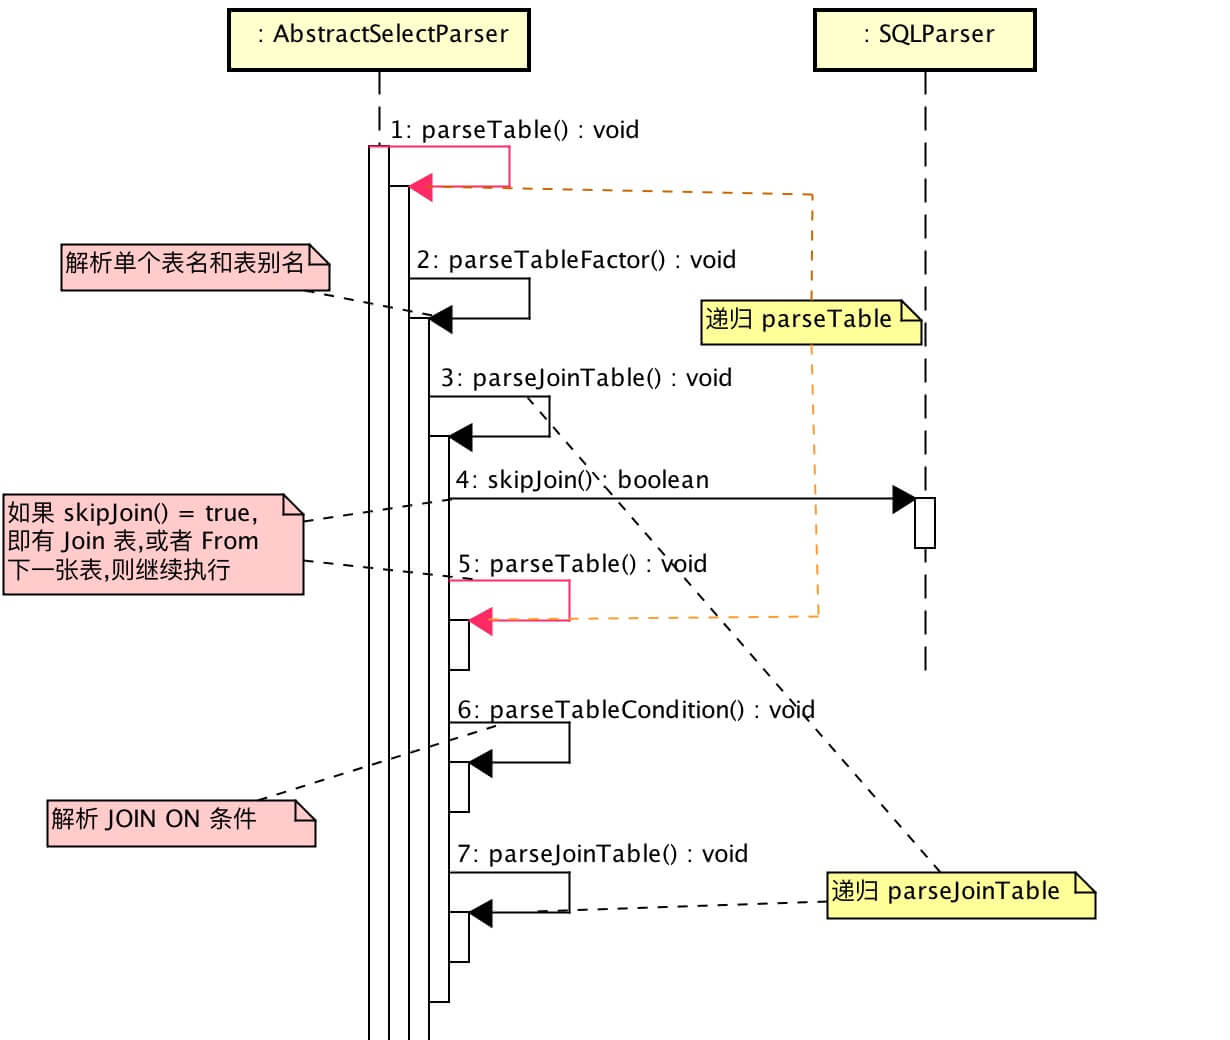 : AbstractSelectParser
: SQLParser
1: parseTable() : void
解析单个表名和表别名
2: parseTableFactor() : void
递归 parseTable
3: parseJoinTable() : void
4: skipJoin() : boolean
如果 skipJoin() = true,
即有 Join 表,或者 From
下一张表,则继续执行
5: parseTable() : void
6: parseTableCondition() : void
解析 JOIN ON 条件
7: parseJoinTable() : void
递归 parseJoinTable